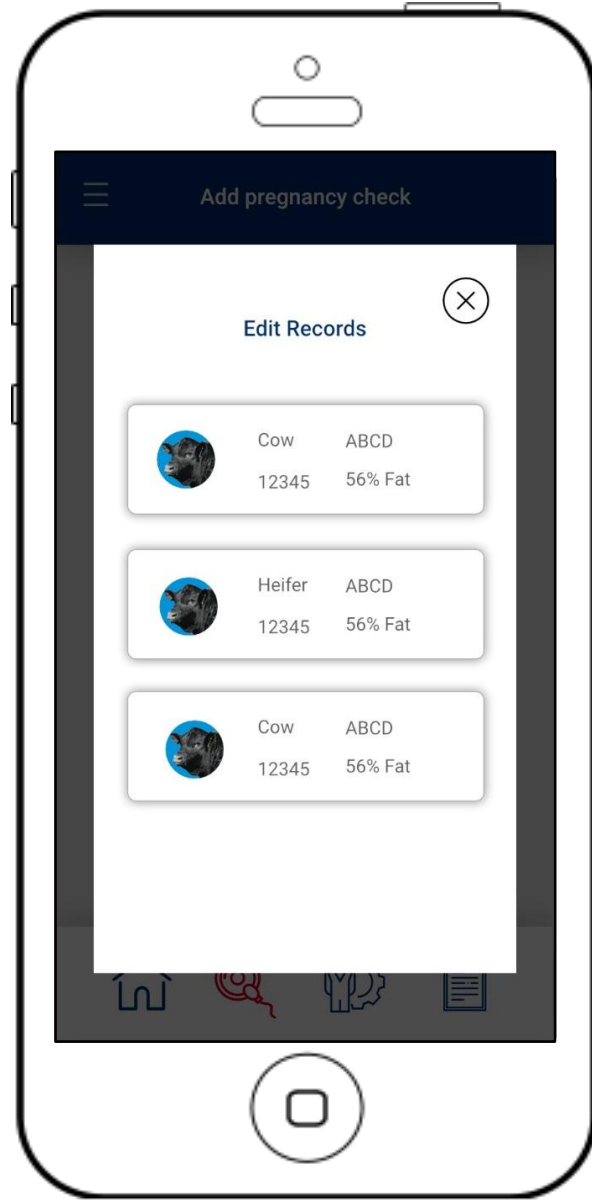 Add pregnancy check
Edit Records
Cow ABCD
12345 56% Fat
Heifer ABCD
12345 56% Fat
Cow ABCD
12345 56% Fat